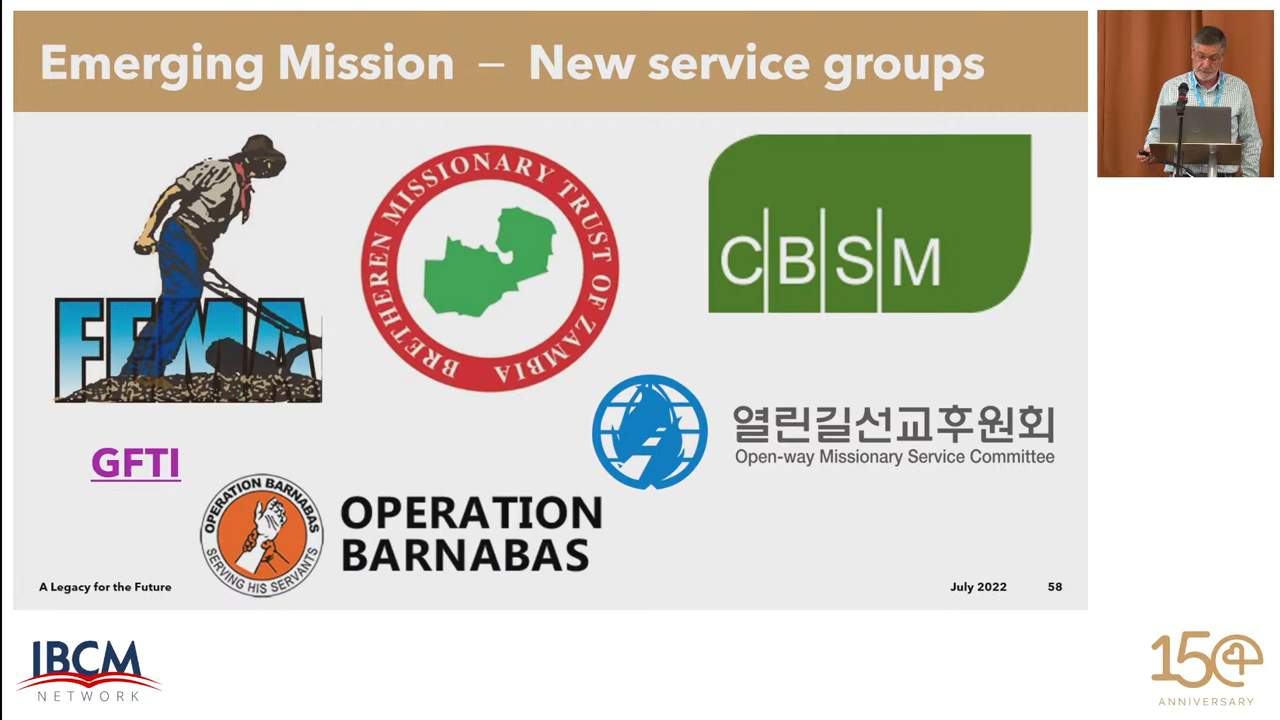 Emerging Mission – New service groups
FEMA
BRETHEREN MISSIONARY TRUST OF ZAMBIA
CBSM
열린길선교후원회
Open-way Missionary Service Committee
GFTI
OPERATION BARNABAS
SERVING HIS SERVANTS
OPERATION
BARNABAS
A Legacy for the Future
July 2022
58
IBCM
NETWORK
150
ANNIVERSARY